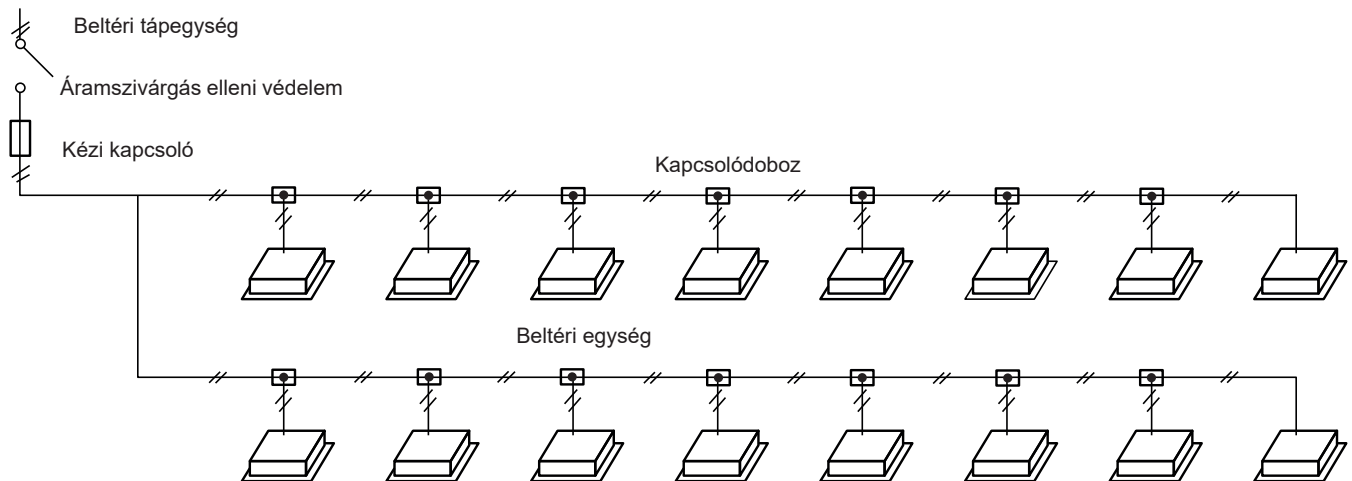 Beltéri tápegység
Áramszivárgás elleni védelem
Kézi kapcsoló
Kapcsolódoboz
Beltéri egység